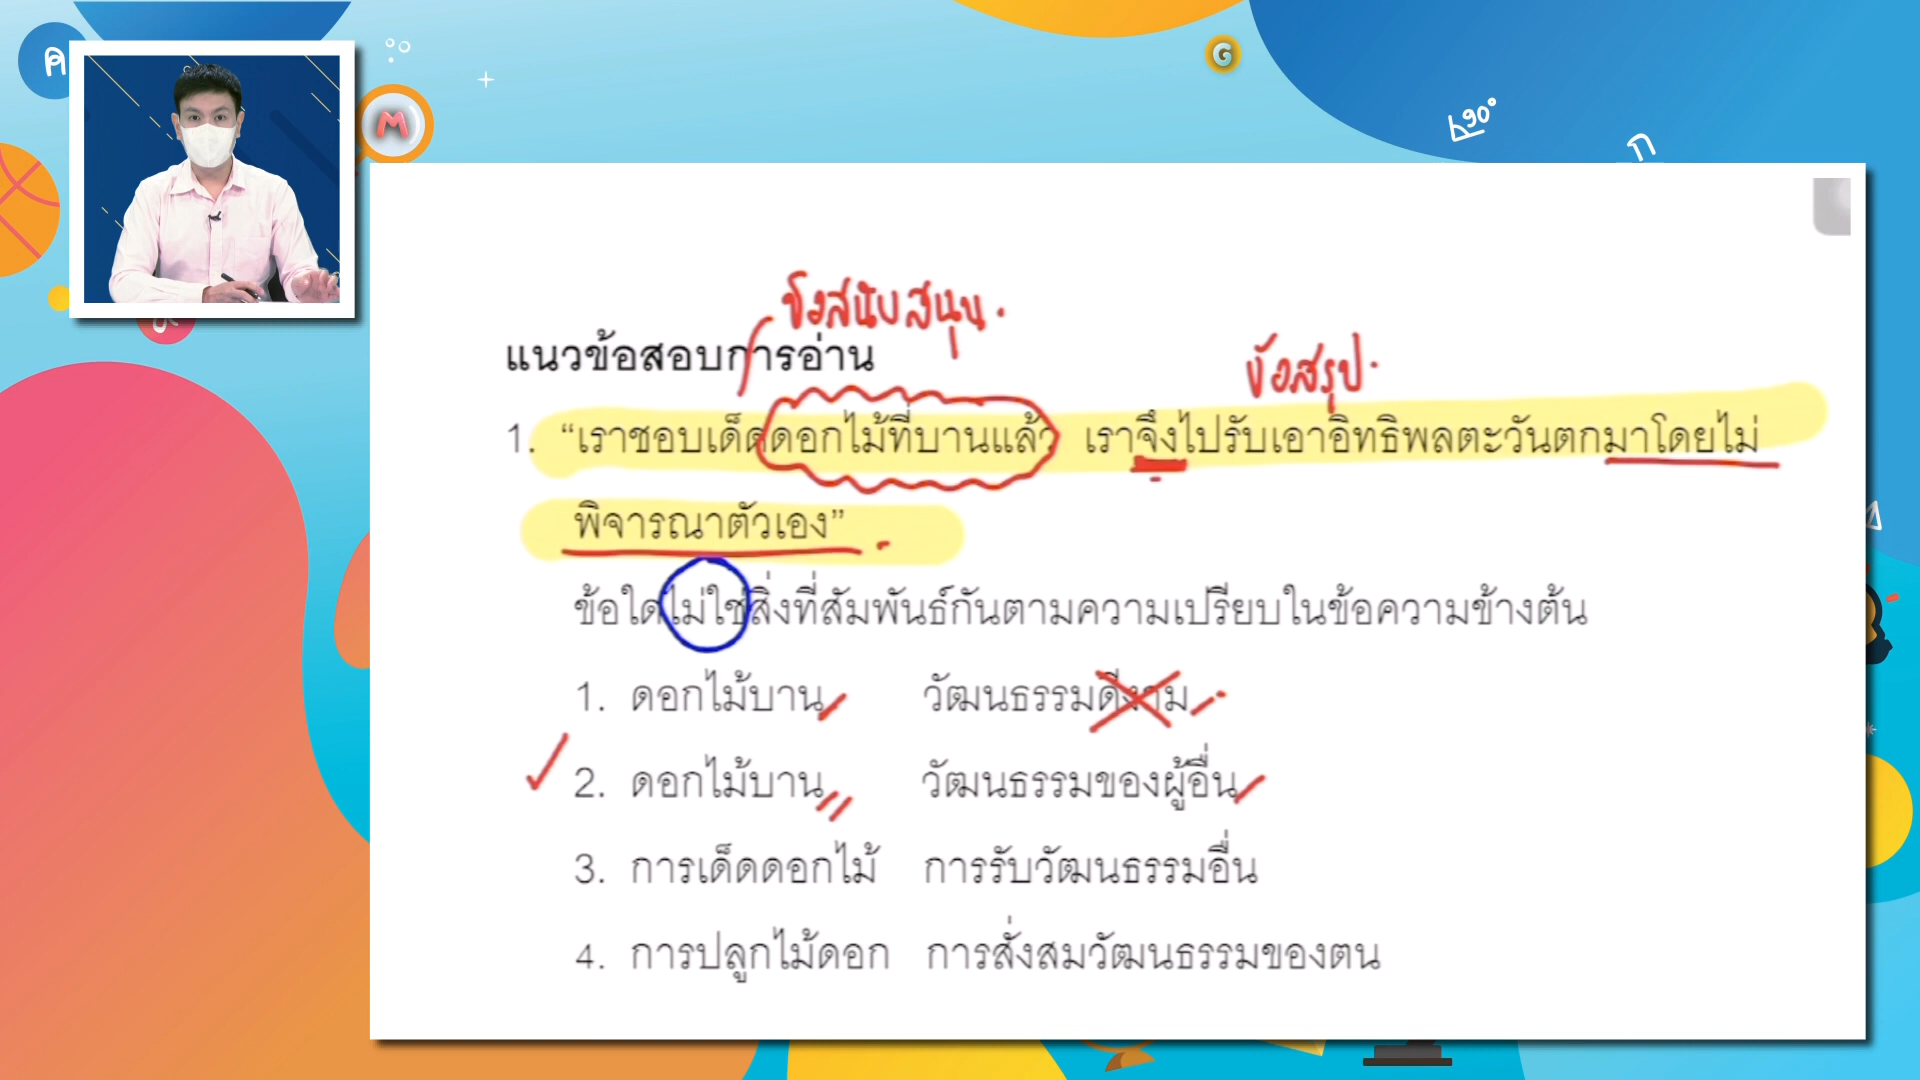 ค
M
G
90°
ก
ข้อสนับสนุน
แนวข้อสอบการอ่าน
ข้อสรุป
1. “เราชอบเด็ดดอกไม้ที่บานแล้ว เราจึงไปรับเอาอิทธิพลตะวันตกมาโดยไม่
พิจารณาตัวเอง”
ข้อใดไม่ใช่สิ่งที่สัมพันธ์กันตามความเปรียบในข้อความข้างต้น
1. ดอกไม้บาน วัฒนธรรมดีงาม
2. ดอกไม้บาน วัฒนธรรมของผู้อื่น
3. การเด็ดดอกไม้ การรับวัฒนธรรมอื่น
4. การปลูกไม้ดอก การสั่งสมวัฒนธรรมของตน